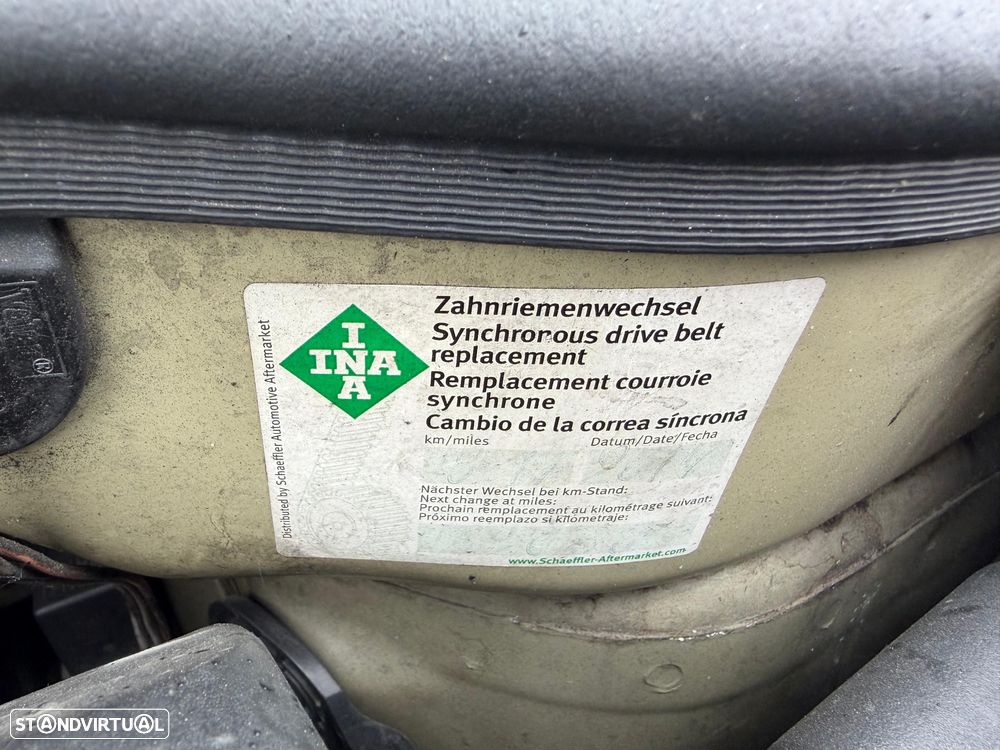 Zahnriemenwechsel
Synchronous drive belt
replacement
Remplacement courroie
synchrone
Cambio de la correa síncrona
km/miles Datum/Date/Fecha
Nächster Wechsel bei km-Stand:
Next change at miles:
Prochain remplacement au kilométrage suivant:
Próximo reemplazo si kilometraje:
www.Schaeffler-Aftermarket.com
INA
INA
Distributed by Schaeffler Automotive Aftermarket
STANDVIRTUAL